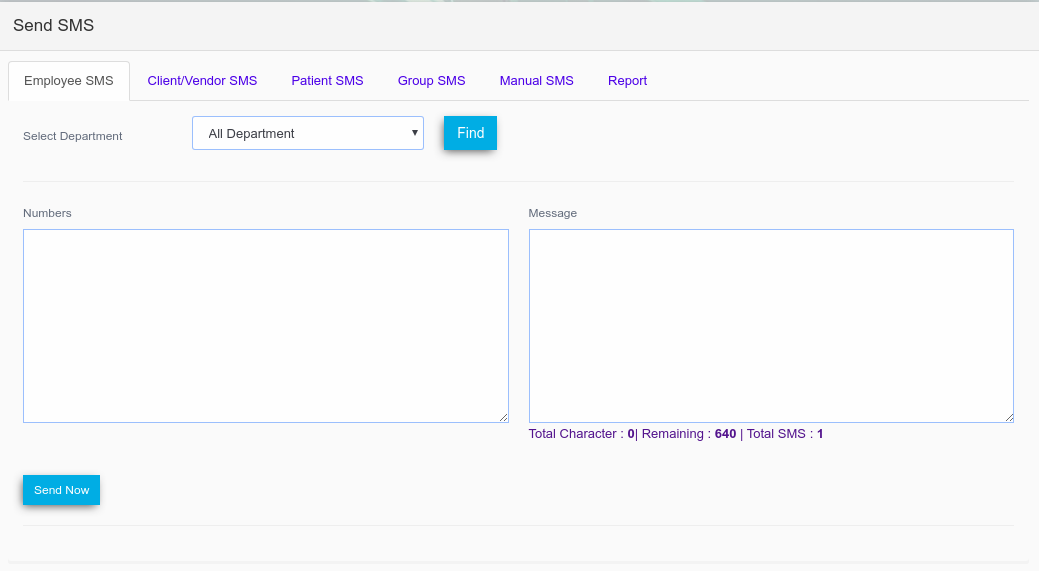 Send SMS
Employee SMS Client/Vendor SMS Patient SMS Group SMS Manual SMS Report
Select Department All Department Find
Numbers Message
Total Character : 0| Remaining : 640 | Total SMS : 1
Send Now